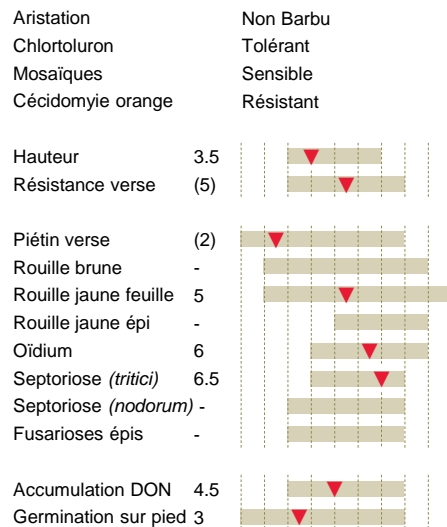 Aristation Non Barbu
Chlortoluron Tolérant
Mosaïques Sensible
Cécidomyie orange Résistant
Hauteur 3.5
Résistance verse (5)
Piétin verse (2)
Rouille brune -
Rouille jaune feuille 5
Rouille jaune épi -
Oïdium 6
Septoriose (tritici) 6.5
Septoriose (nodorum) -
Fusarioses épis -
Accumulation DON 4.5
Germination sur pied 3